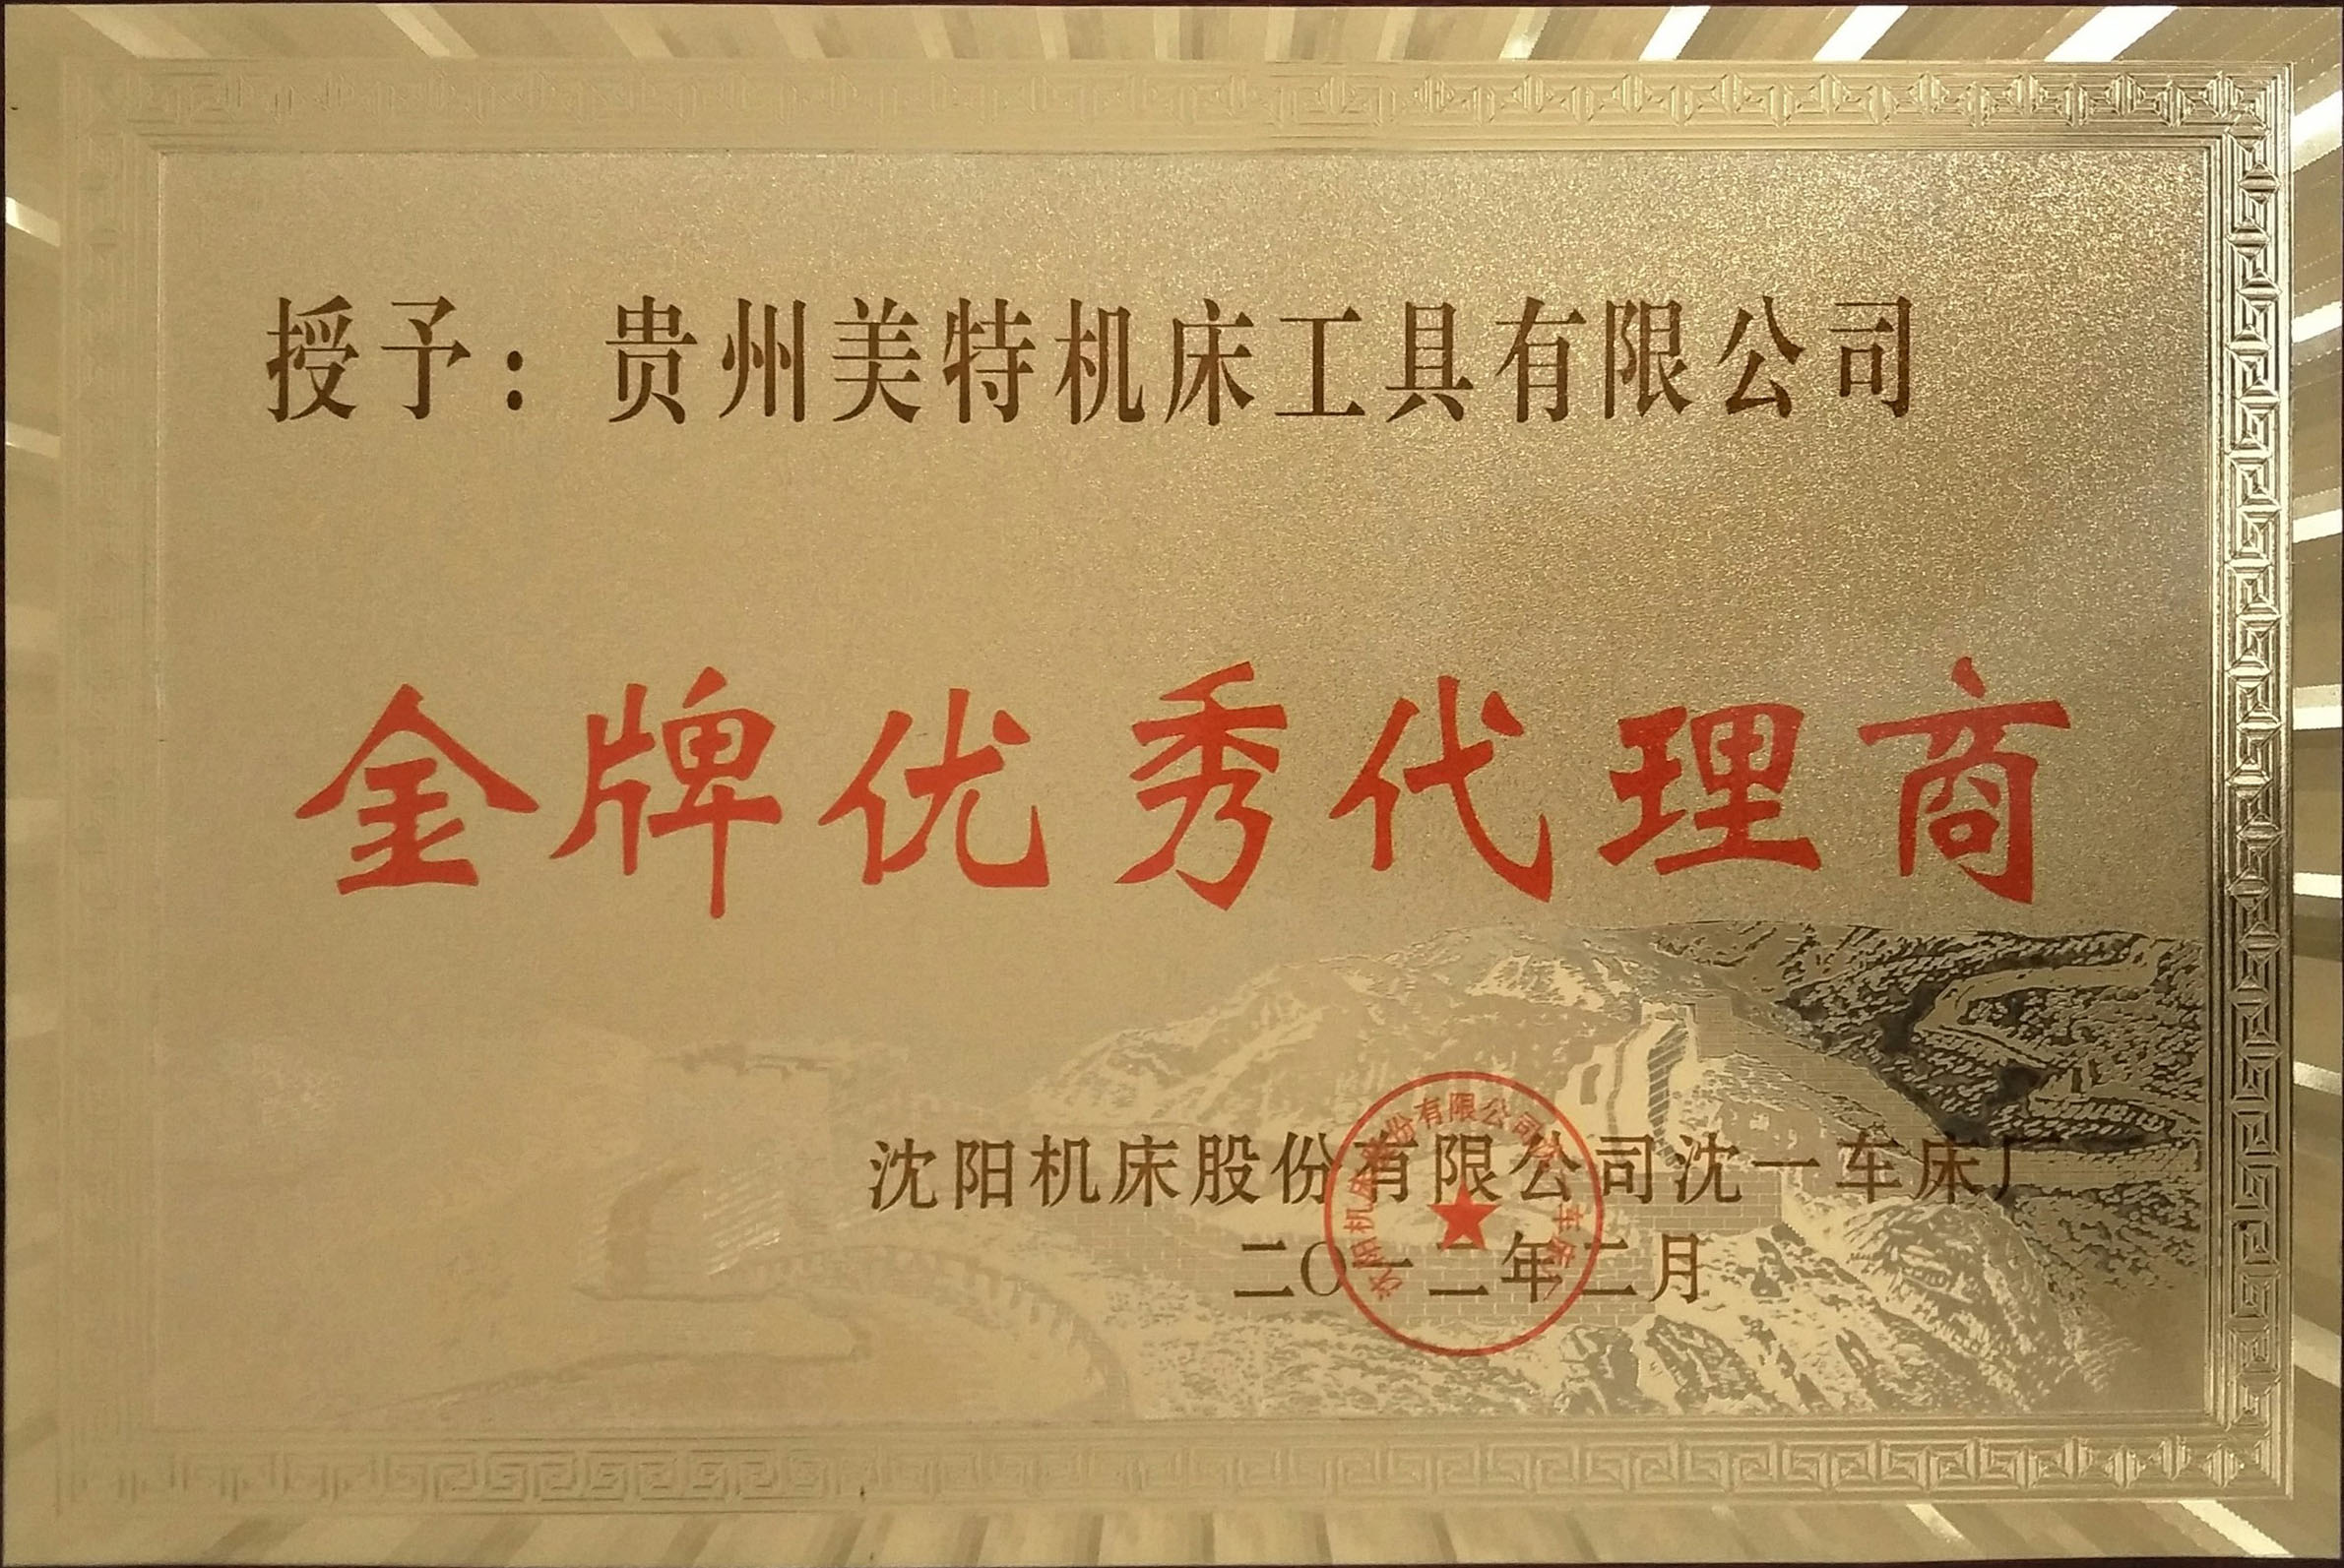 授予：贵州美特机床工具有限公司
金牌优秀代理商
沈阳机床股份有限公司沈一车床厂
二〇一二年二月